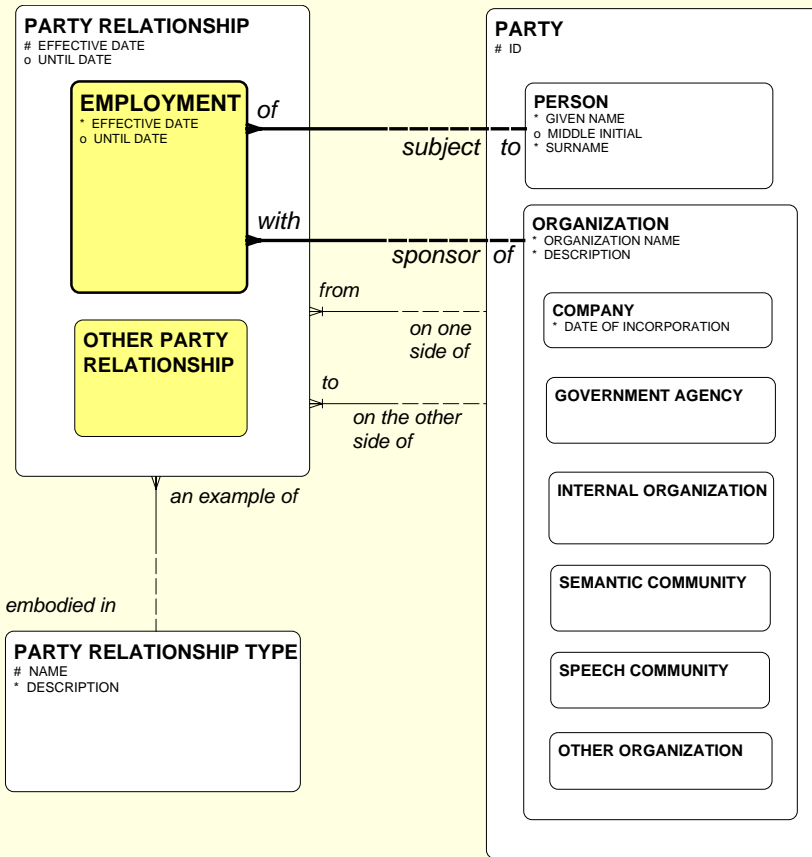 PARTY RELATIONSHIP
# EFFECTIVE DATE
o UNTIL DATE
EMPLOYMENT
* EFFECTIVE DATE
o UNTIL DATE
OTHER PARTY
RELATIONSHIP
of
subject to
with
sponsor of
from
on one
side of
to
on the other
side of
an example of
embodied in
PARTY RELATIONSHIP TYPE
# NAME
* DESCRIPTION
PARTY
# ID
PERSON
* GIVEN NAME
o MIDDLE INITIAL
* SURNAME
ORGANIZATION
* ORGANIZATION NAME
* DESCRIPTION
COMPANY
* DATE OF INCORPORATION
GOVERNMENT AGENCY
INTERNAL ORGANIZATION
SEMANTIC COMMUNITY
SPEECH COMMUNITY
OTHER ORGANIZATION